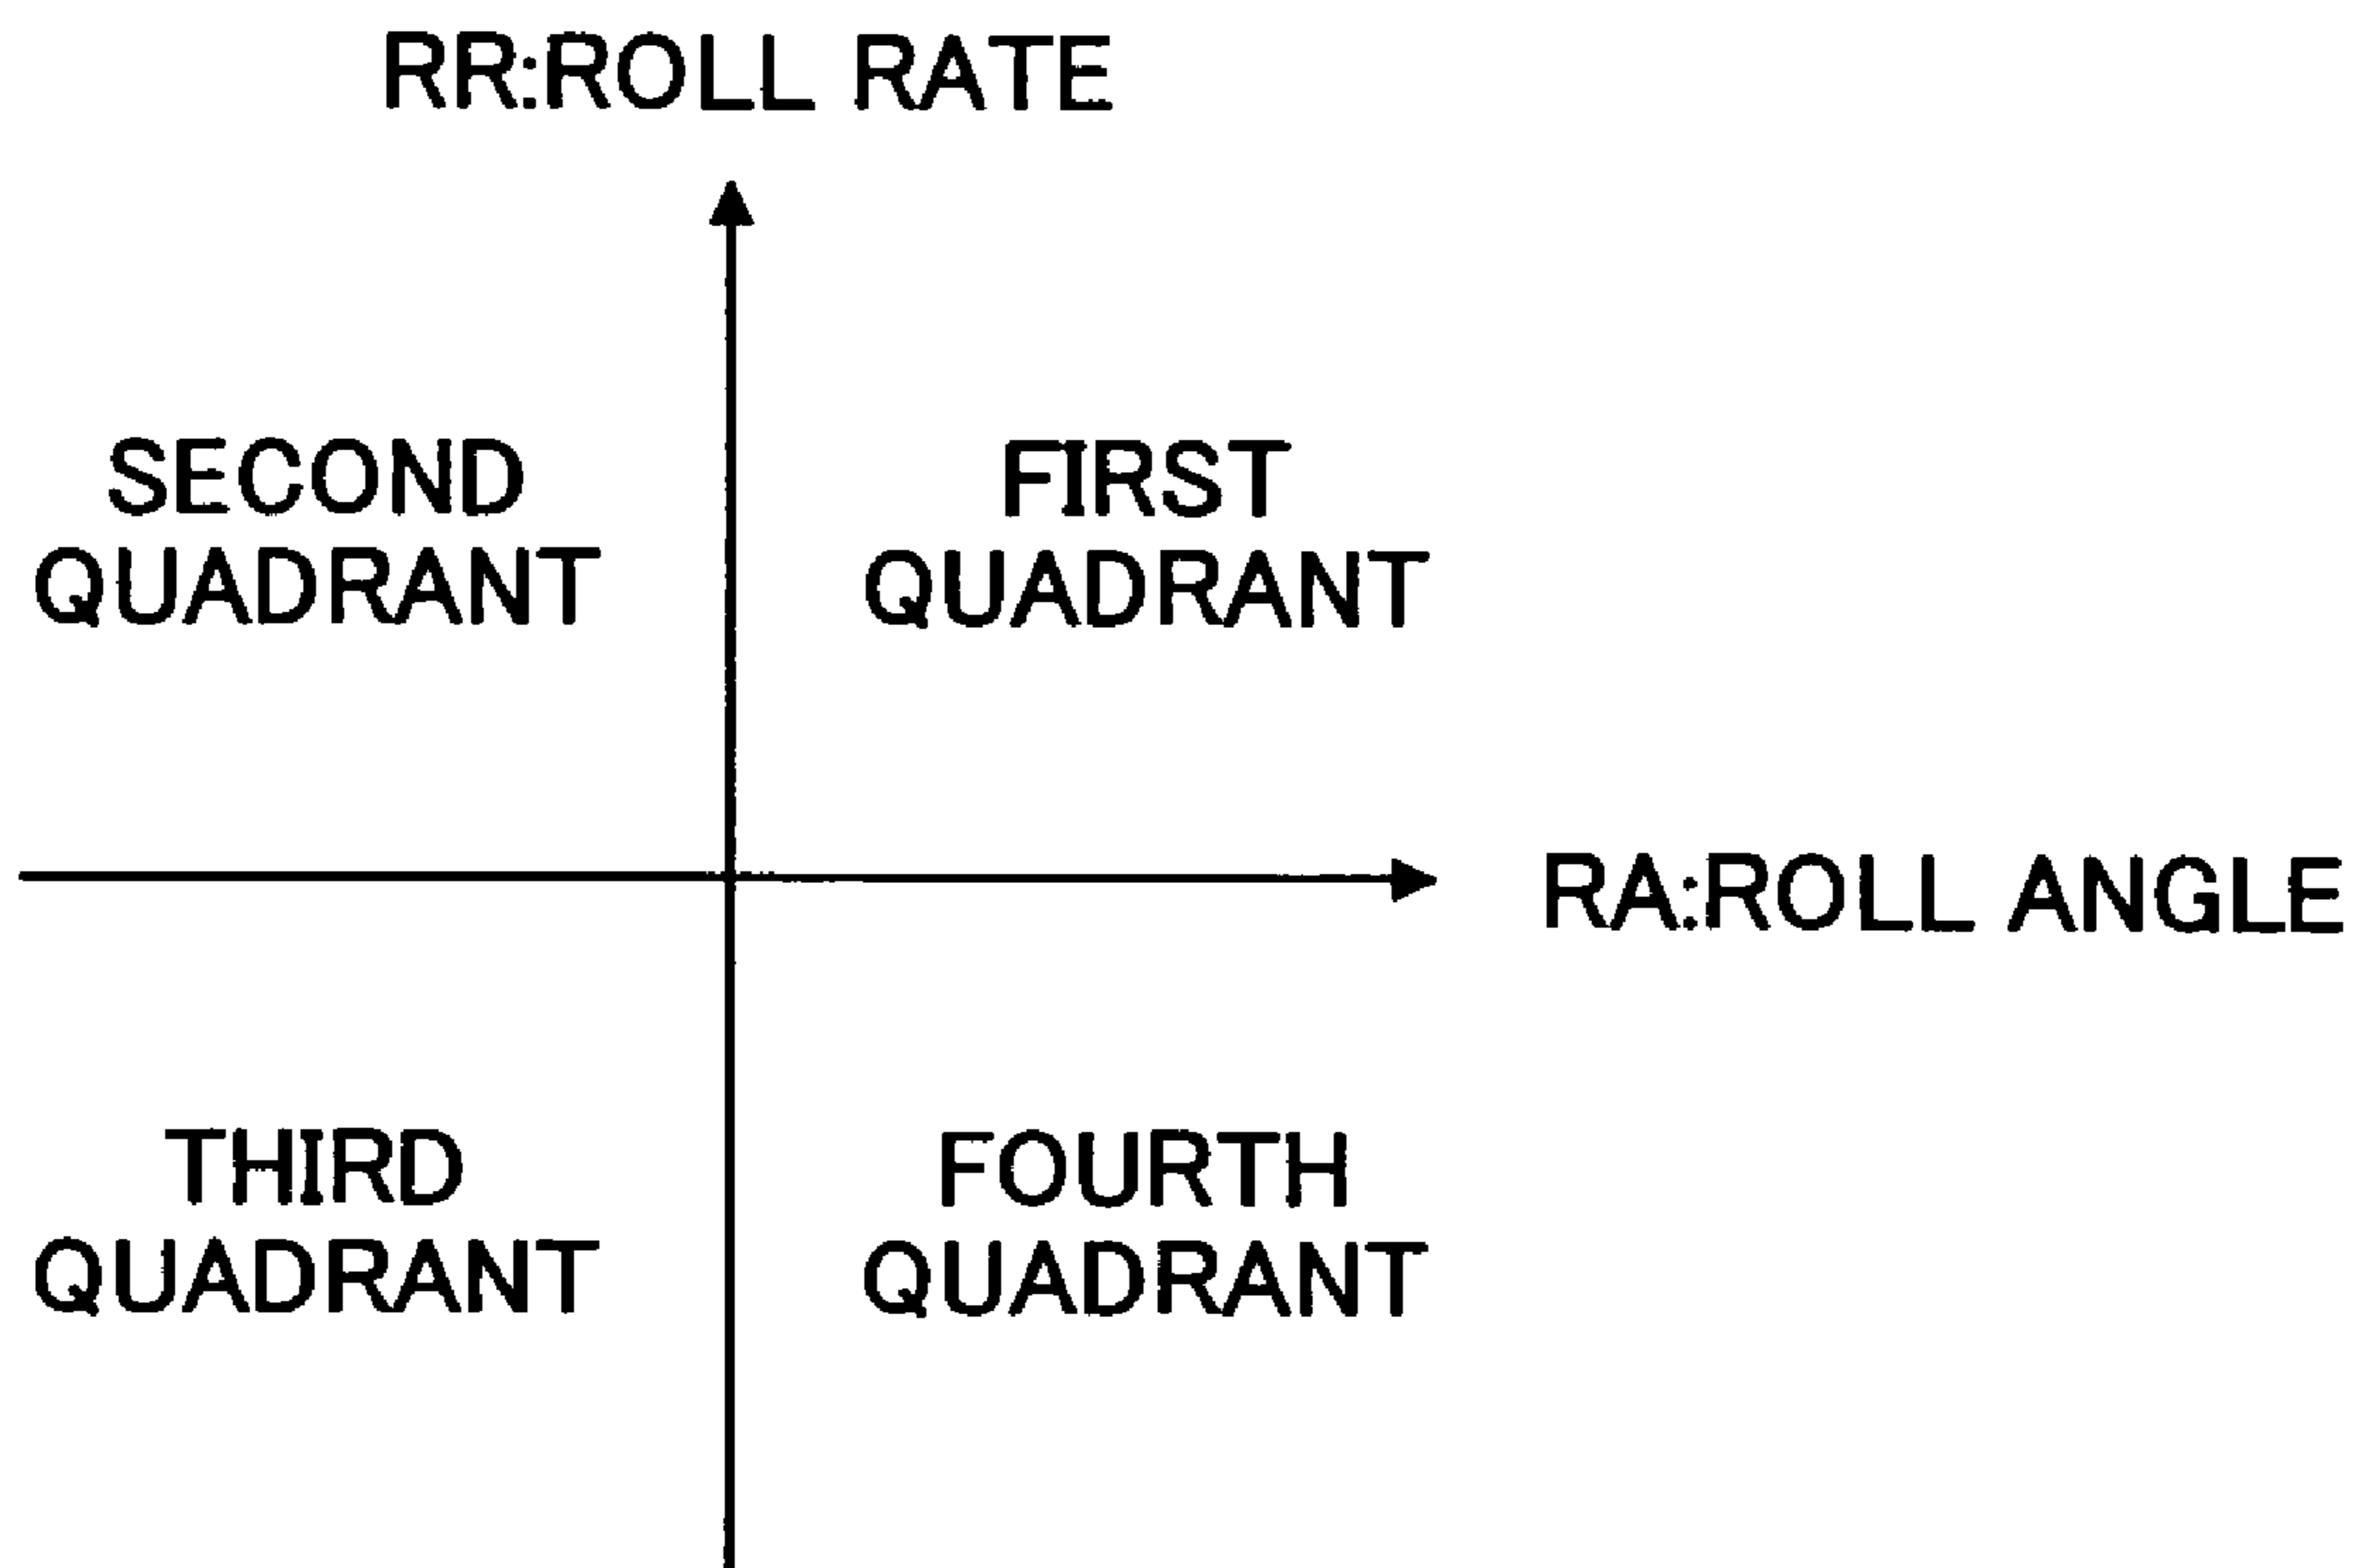 RR:ROLL RATE
SECOND
QUADRANT
FIRST
QUADRANT
RA:ROLL ANGLE
THIRD
QUADRANT
FOURTH
QUADRANT